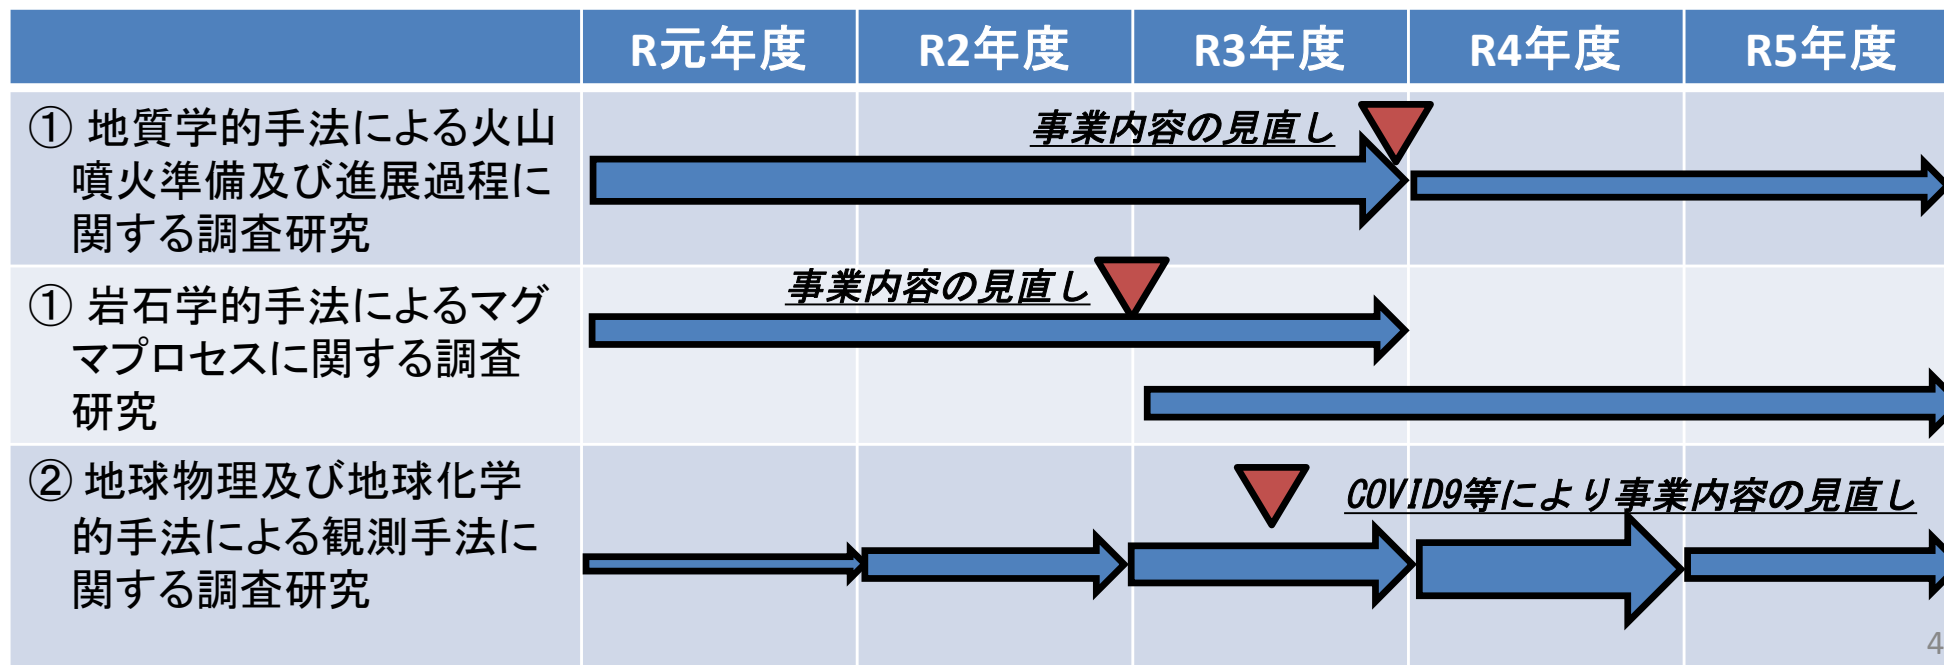 R元年度 R2年度 R3年度 R4年度 R5年度
① 地質学的手法による火山
噴火準備及び進展過程に
関する調査研究
事業内容の見直し
① 岩石学的手法によるマグ
マプロセスに関する調査
研究
事業内容の見直し
② 地球物理及び地球化学
的手法による観測手法に
関する調査研究
COVID9等により事業内容の見直し
4